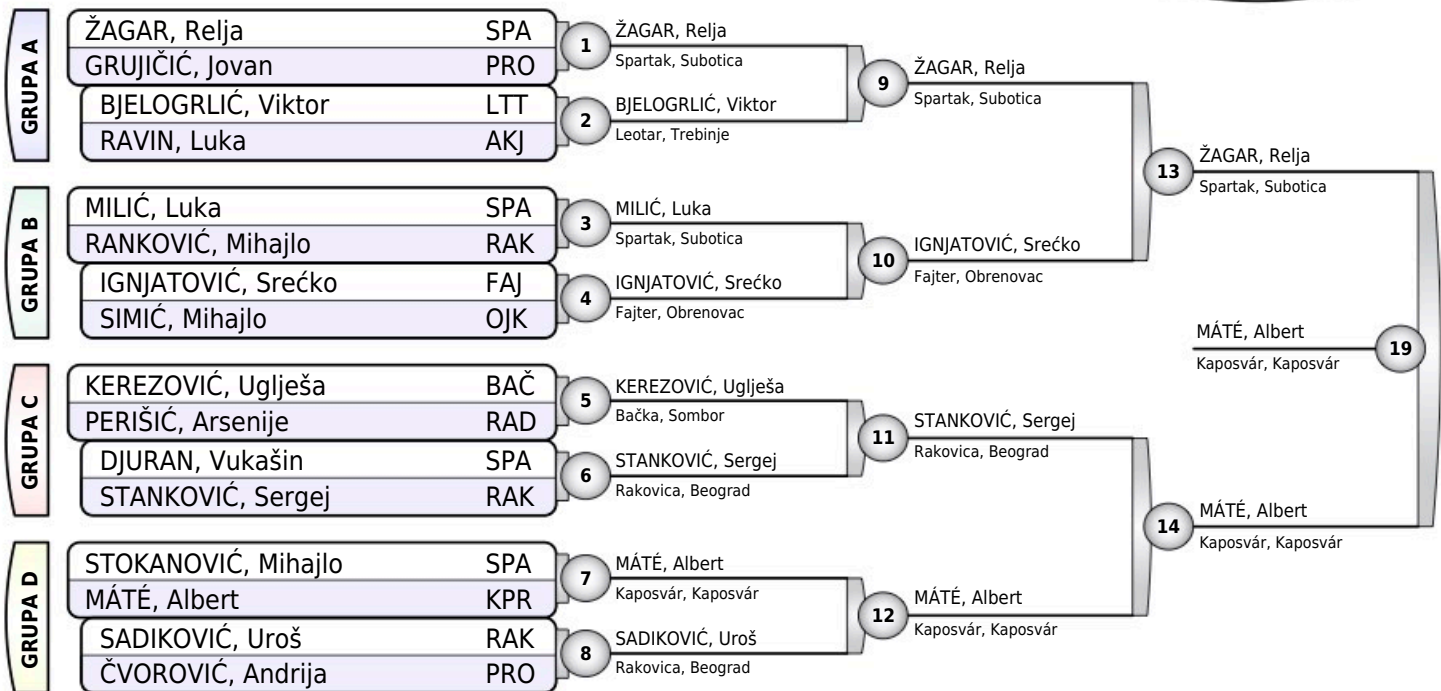 GRUPA A
ŽAGAR, Relja SPA
GRUJIČIĆ, Jovan PRO
BJELOGRLIĆ, Viktor LTT
RAVIN, Luka AKJ
GRUPA B
MILIĆ, Luka SPA
RANKOVIĆ, Mihajlo RAK
IGNJATOVIĆ, Srećko FAJ
SIMIĆ, Mihajlo OJK
GRUPA C
KEREZOVIĆ, Uglješa BAČ
PERIŠIĆ, Arsenije RAD
DJURAN, Vukašin SPA
STANKOVIĆ, Sergej RAK
GRUPA D
STOKANOVIĆ, Mihajlo SPA
MÁTÉ, Albert KPR
SADIKOVIĆ, Uroš RAK
ČVOROVIĆ, Andrija PRO
1
ŽAGAR, Relja
Spartak, Subotica
2
BJELOGRLIĆ, Viktor
Leotar, Trebinje
3
MILIĆ, Luka
Spartak, Subotica
4
IGNJATOVIĆ, Srećko
Fajter, Obrenovac
5
KEREZOVIĆ, Uglješa
Bačka, Sombor
6
STANKOVIĆ, Sergej
Rakovica, Beograd
7
MÁTÉ, Albert
Kaposvár, Kaposvár
8
SADIKOVIĆ, Uroš
Rakovica, Beograd
9
ŽAGAR, Relja
Spartak, Subotica
10
IGNJATOVIĆ, Srećko
Fajter, Obrenovac
11
STANKOVIĆ, Sergej
Rakovica, Beograd
12
MÁTÉ, Albert
Kaposvár, Kaposvár
13
ŽAGAR, Relja
Spartak, Subotica
14
MÁTÉ, Albert
Kaposvár, Kaposvár
MÁTÉ, Albert
Kaposvár, Kaposvár
19